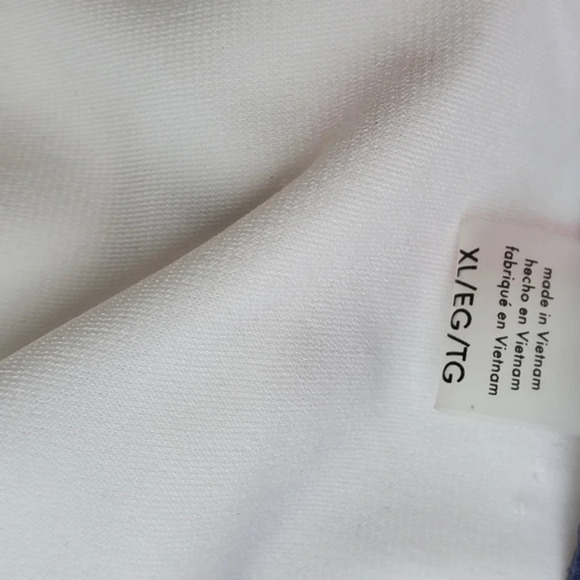 made in Vietnam
hecho en Vietnam
fabriqué en Vietnam
XL/EG/TG